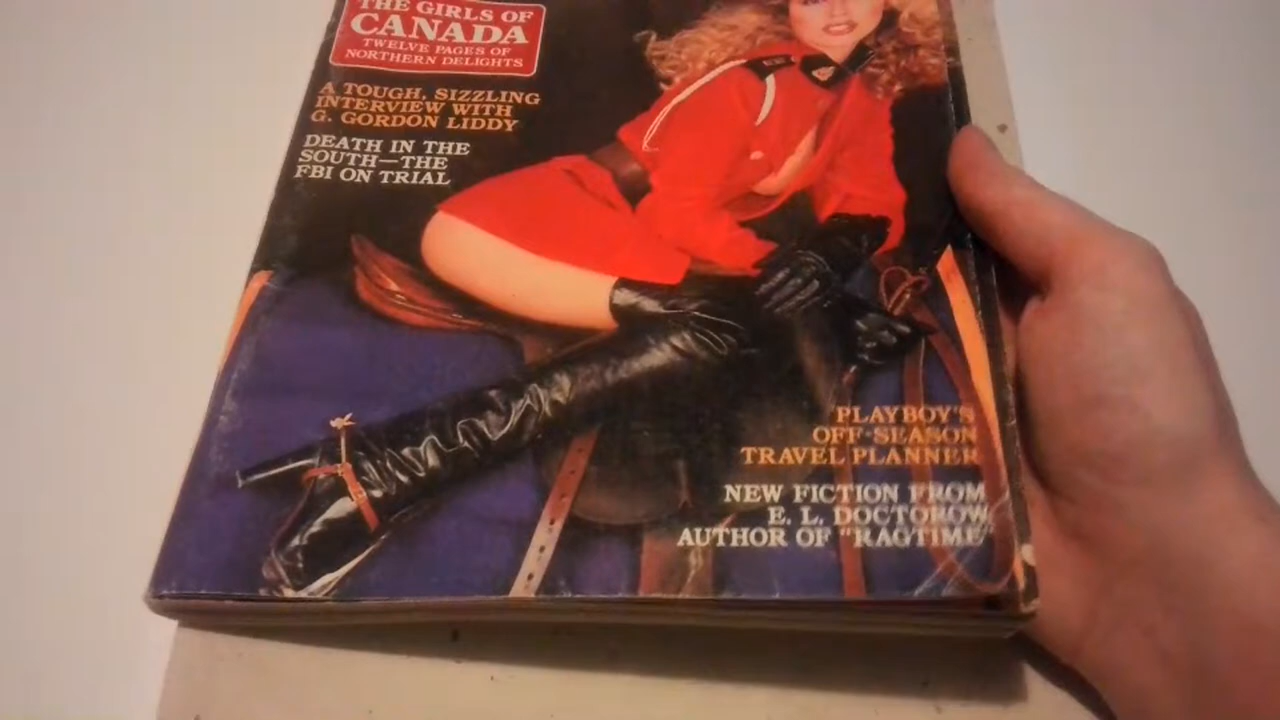 THE GIRLS OF
CANADA
TWELVE PAGES OF
NORTHERN DELIGHTS
A TOUGH, SIZZLING
INTERVIEW WITH
G. GORDON LIDDY
DEATH IN THE
SOUTH—THE
FBI ON TRIAL
PLAYBOY'S
OFF-SEASON
TRAVEL PLANNER
NEW FICTION FROM
E. L. DOCTOROW
AUTHOR OF "RAGTIME"